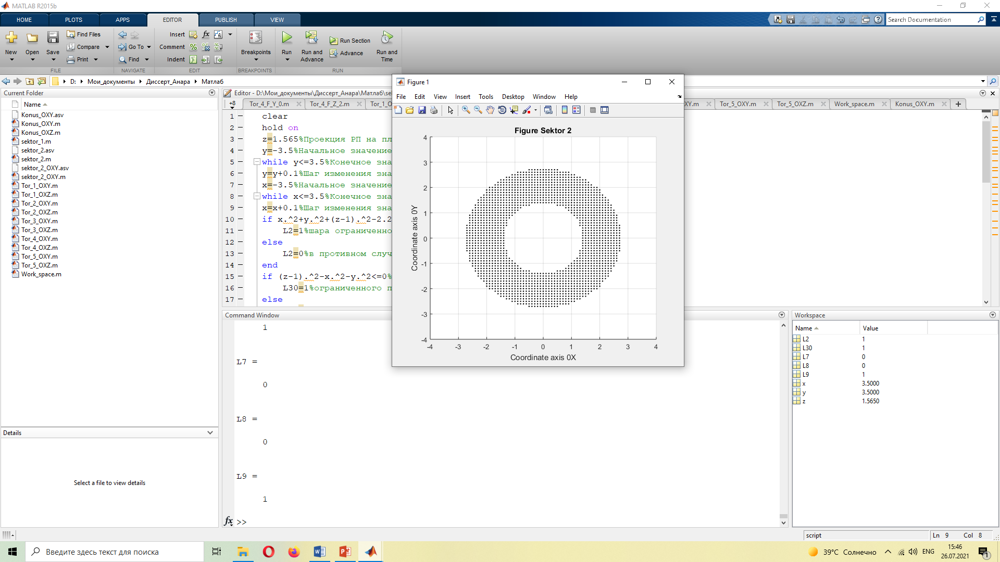 MATLAB R2015b
HOME PLOTS APPS EDITOR PUBLISH VIEW
Search Documentation
New Open Save Find Files Compare Print
Go To Find
Insert fx
Comment
Indent
Breakpoints
Run Run and Advance Run Section Advance Run and Time
FILE NAVIGATE EDIT BREAKPOINTS RUN
D: Мои_документы Диссерт_Анара Матлаб
Current Folder
Name
Konus_OXY.asv
Konus_OXY.m
Konus_OXZ.m
sektor_1.m
sektor_2.asv
sektor_2.m
sektor_2_OXY.asv
sektor_2_OXY.m
Tor_1_OXY.m
Tor_1_OXZ.m
Tor_2_OXY.m
Tor_2_OXZ.m
Tor_3_OXY.m
Tor_3_OXZ.m
Tor_4_OXY.m
Tor_4_OXZ.m
Tor_5_OXY.m
Tor_5_OXZ.m
Work_space.m
Details
Select a file to view details
Editor - D:\Мои_документы\Диссерт_Анара\Матлаб\se
+8 Tor_4_F_Y_0.m Tor_4_F_Z_2.m Tor_1_O XY.m Tor_5_OXY.m Tor_5_OXZ.m Work_space.m Konus_OXY.m
1 clear
2 hold on
3 z=1.565%Проекция РП на пл
4 y=-3.5%Начальное значение
5 while y<=3.5%Конечное зна
6 y=y+0.1%Шаг изменения зна
7 x=-3.5%Начальное значение
8 while x<=3.5%Конечное зна
9 x=x+0.1%Шаг изменения зна
10 if x.^2+y.^2+(z-1).^2-2.2
11 L2=1%шара ограниченно
12 else
13 L2=0%в противном случ
14 end
15 if (z-1).^2-x.^2-y.^2<=0%
16 L30=1%ограниченного п
17 else
Figure 1
File Edit View Insert Tools Desktop Window Help
Figure Sektor 2
Coordinate axis 0Y
4
3
2
1
0
-1
-2
-3
-4
-4 -3 -2 -1 0 1 2 3 4
Coordinate axis 0X
Command Window
1
L7 =
0
L8 =
0
L9 =
1
fx >>
Workspace
Name Value
L2 1
L30 1
L7 0
L8 0
L9 1
x 3.5000
y 3.5000
z 1.5650
script Ln 9 Col 8
Введите здесь текст для поиска
39°C Солнечно ENG 15:46
26.07.2021
1